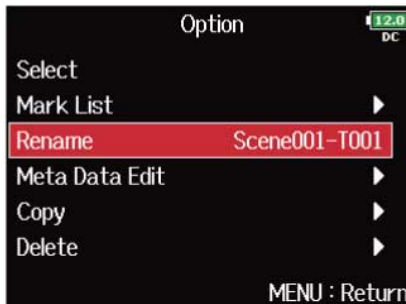 Option
12.0
DC
Select
Mark List
Rename Scene001-T001
Meta Data Edit
Copy
Delete
MENU : Return